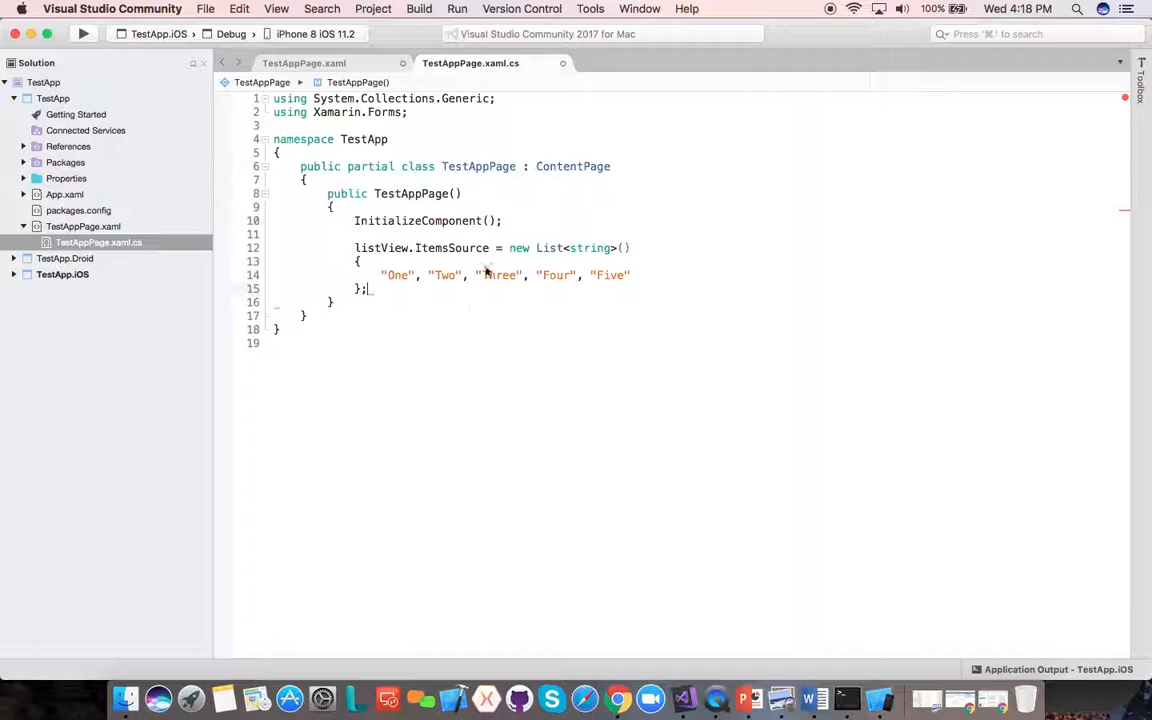 Visual Studio Community File Edit View Search Project Build Run Version Control Tools Window Help 100% Wed 4:18 PM
TestApp.iOS Debug iPhone 8 iOS 11.2 Visual Studio Community 2017 for Mac Press '⌘.' to search
Solution
TestApp
TestApp
Getting Started
Connected Services
References
Packages
Properties
App.xaml
packages.config
TestAppPage.xaml
TestAppPage.xaml.cs
TestApp.Droid
TestApp.iOS
TestAppPage.xaml TestAppPage.xaml.cs
TestAppPage TestAppPage()
1 using System.Collections.Generic;
2 using Xamarin.Forms;
3
4 namespace TestApp
5 {
6 public partial class TestAppPage : ContentPage
7 {
8 public TestAppPage()
9 {
10 InitializeComponent();
11
12 listView.ItemsSource = new List<string>()
13 {
14 "One", "Two", "Three", "Four", "Five"
15 };
16 }
17 }
18 }
19
Toolbox
Application Output - TestApp.iOS